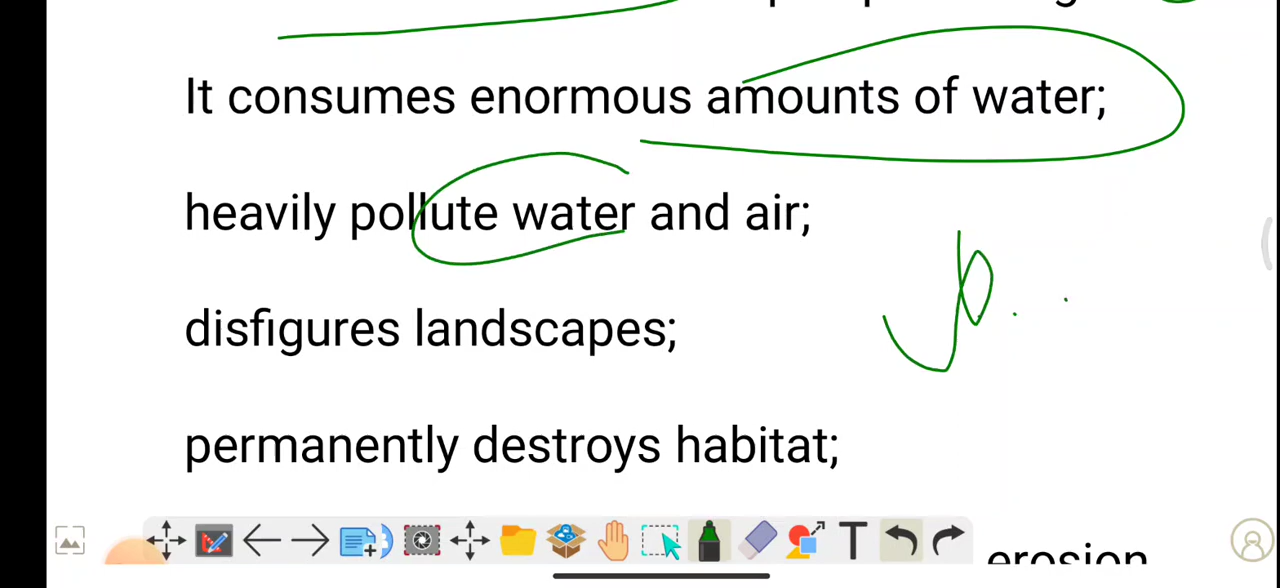 It consumes enormous amounts of water;
heavily pollute water and air;
disfigures landscapes;
permanently destroys habitat;
erosion